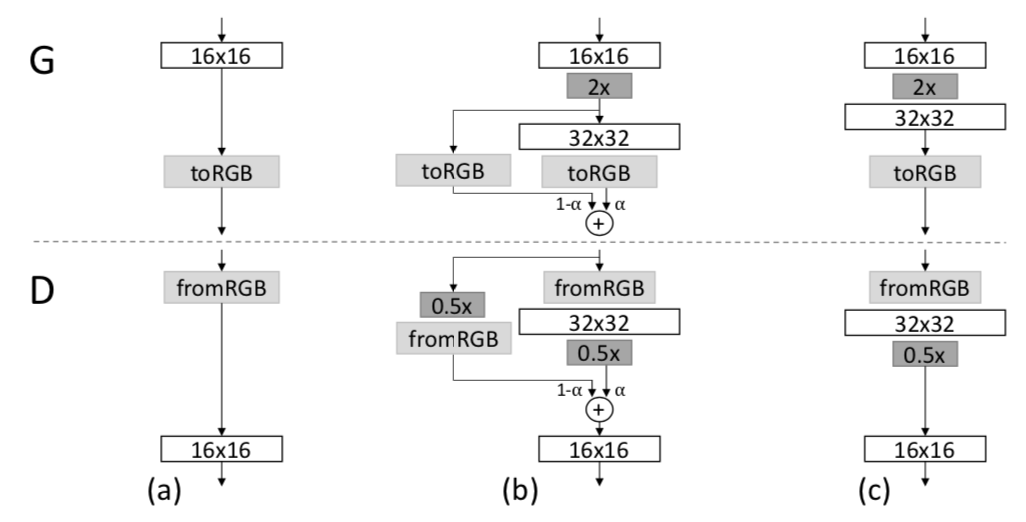 G
16x16
toRGB
16x16
2x
32x32
toRGB
toRGB
1-α
α
+
16x16
2x
32x32
toRGB
D
fromRGB
16x16
(a)
0.5x
fromRGB
fromRGB
32x32
0.5x
1-α
α
+
16x16
(b)
fromRGB
32x32
0.5x
16x16
(c)